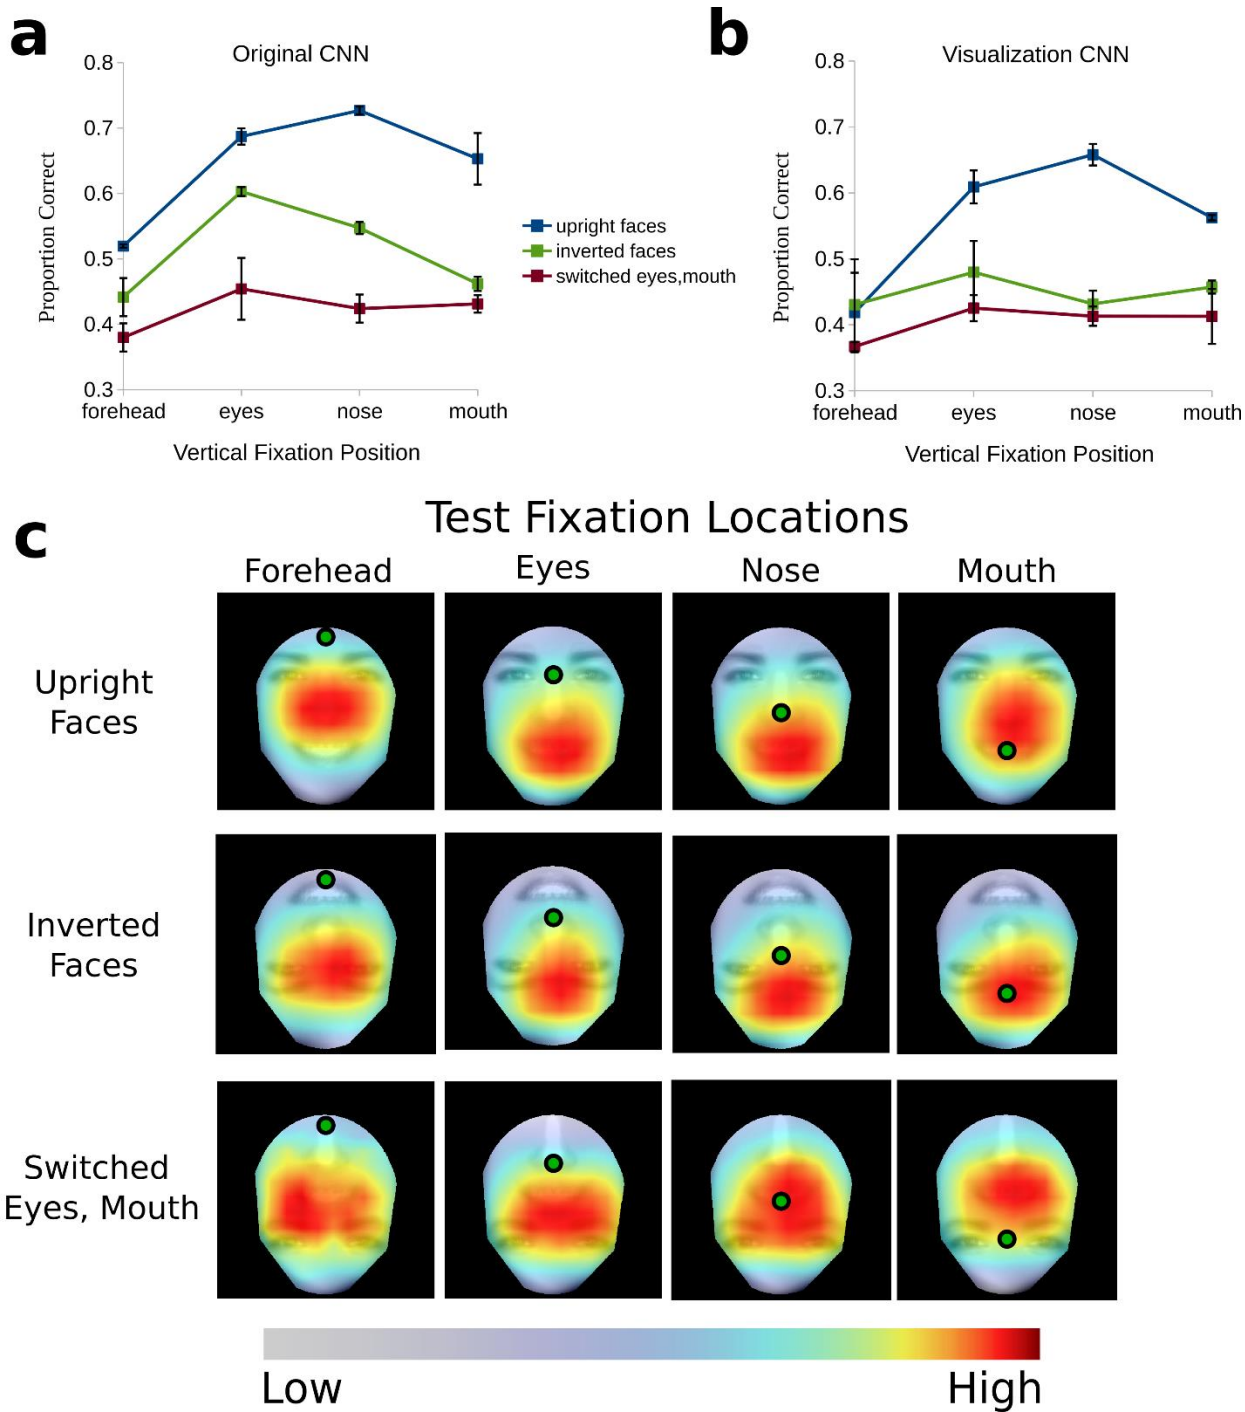 a
Original CNN
0.8
0.7
0.6
0.5
0.4
0.3
Proportion Correct
forehead eyes nose mouth
Vertical Fixation Position
upright faces
inverted faces
switched eyes,mouth
b
Visualization CNN
0.8
0.7
0.6
0.5
0.4
0.3
Proportion Correct
forehead eyes nose mouth
Vertical Fixation Position
c
Test Fixation Locations
Forehead Eyes Nose Mouth
Upright
Faces
Inverted
Faces
Switched
Eyes, Mouth
Low High